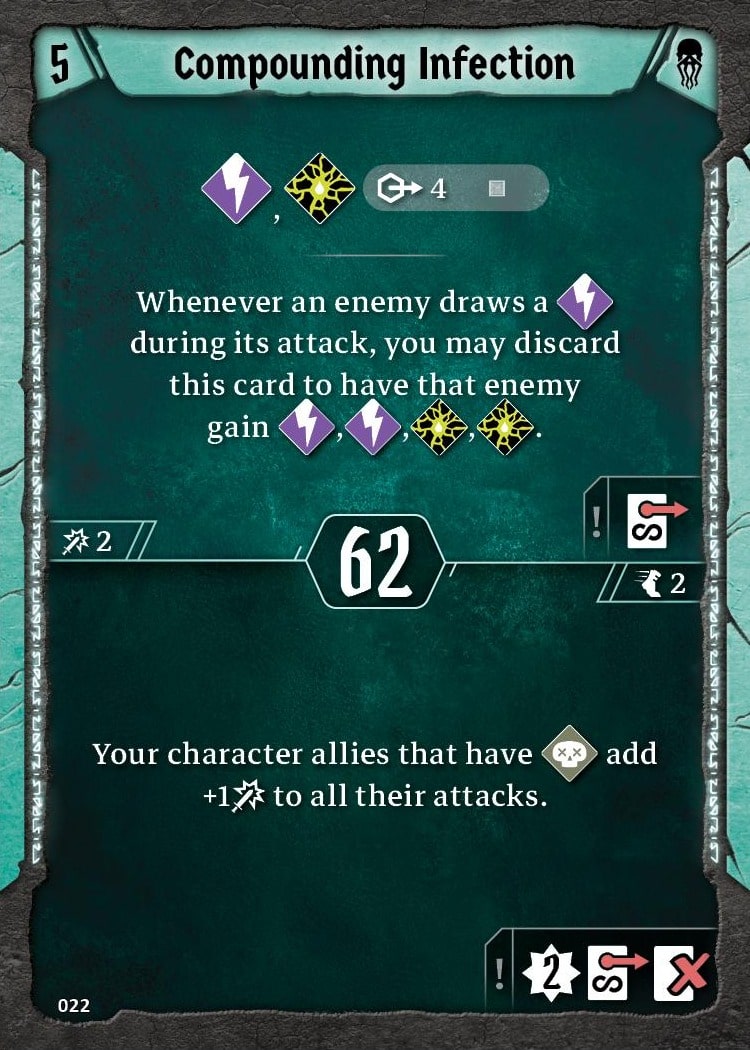 5
Compounding Infection
, 4
Whenever an enemy draws a
during its attack, you may discard
this card to have that enemy
gain , , , .
!
2
62
2
Your character allies that have add
+1 to all their attacks.
! 2
022